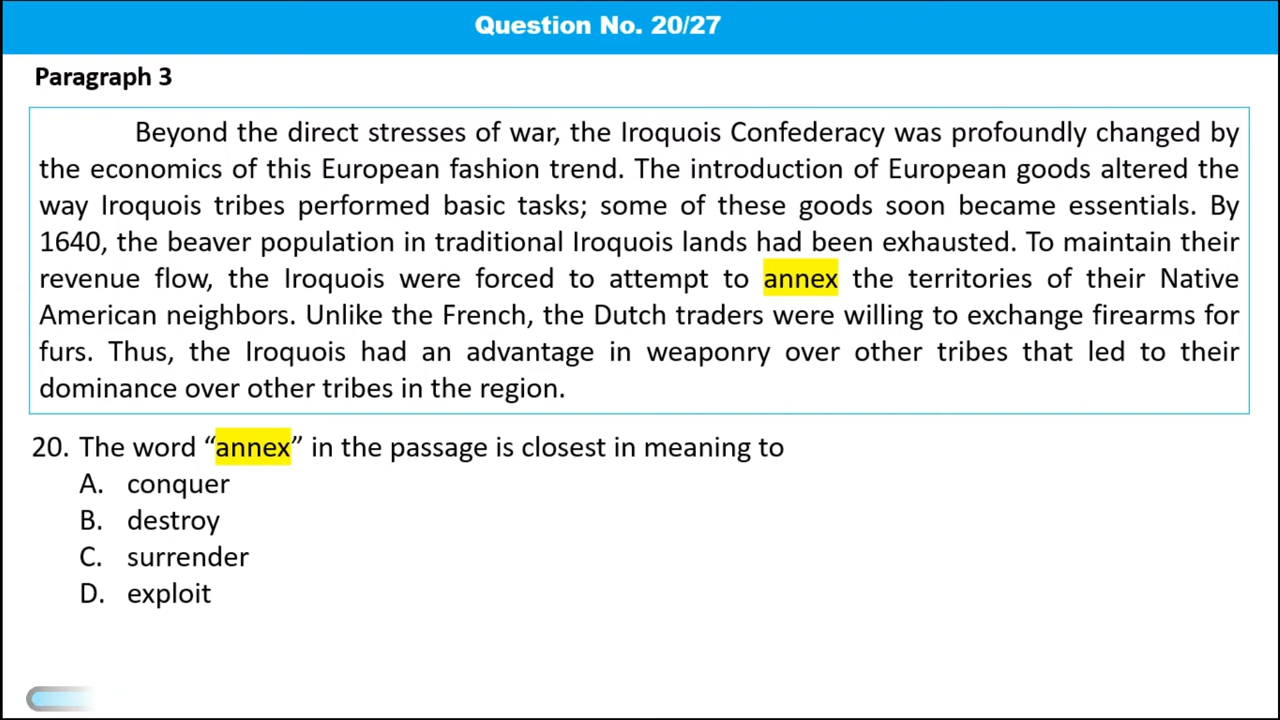 Question No. 20/27
Paragraph 3
Beyond the direct stresses of war, the Iroquois Confederacy was profoundly changed by
the economics of this European fashion trend. The introduction of European goods altered the
way Iroquois tribes performed basic tasks; some of these goods soon became essentials. By
1640, the beaver population in traditional Iroquois lands had been exhausted. To maintain their
revenue flow, the Iroquois were forced to attempt to annex the territories of their Native
American neighbors. Unlike the French, the Dutch traders were willing to exchange firearms for
furs. Thus, the Iroquois had an advantage in weaponry over other tribes that led to their
dominance over other tribes in the region.
20. The word “annex” in the passage is closest in meaning to
A. conquer
B. destroy
C. surrender
D. exploit